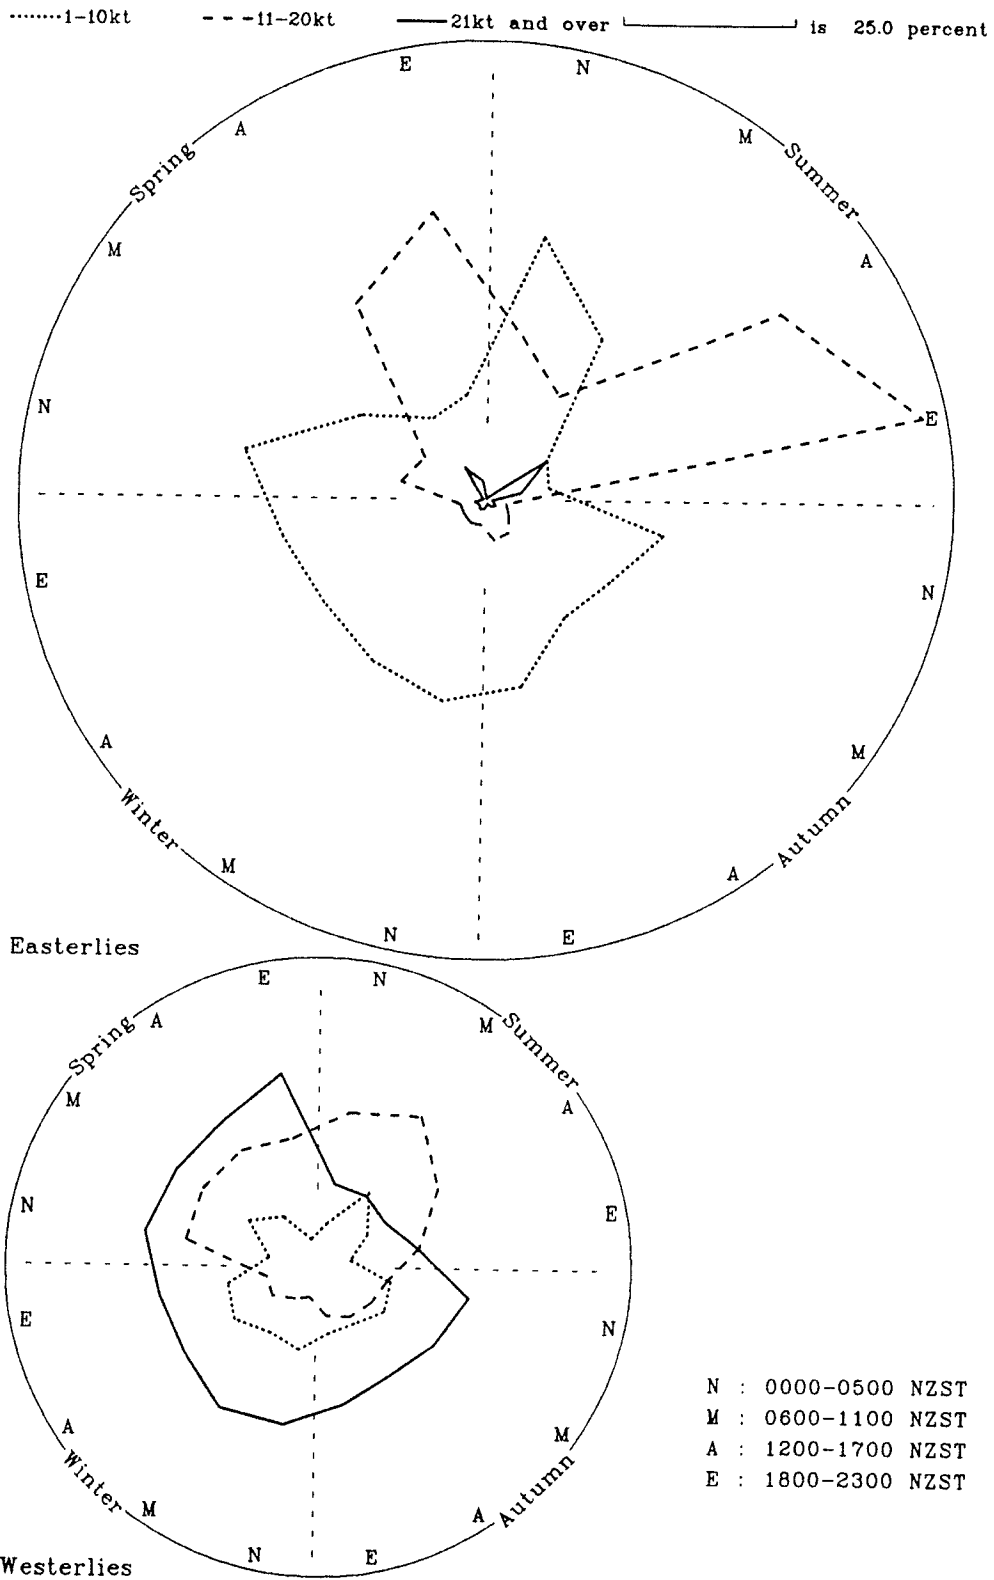 1-10kt 11-20kt 21kt and over is 25.0 percent
E N
A M
Spring Summer
M A
N E
E N
A M
Winter Autumn
M A
N E
Easterlies
E N
A M
Spring Summer
M A
N E
E N
A M
Winter Autumn
M A
N E
Westerlies
N : 0000-0500 NZST
M : 0600-1100 NZST
A : 1200-1700 NZST
E : 1800-2300 NZST